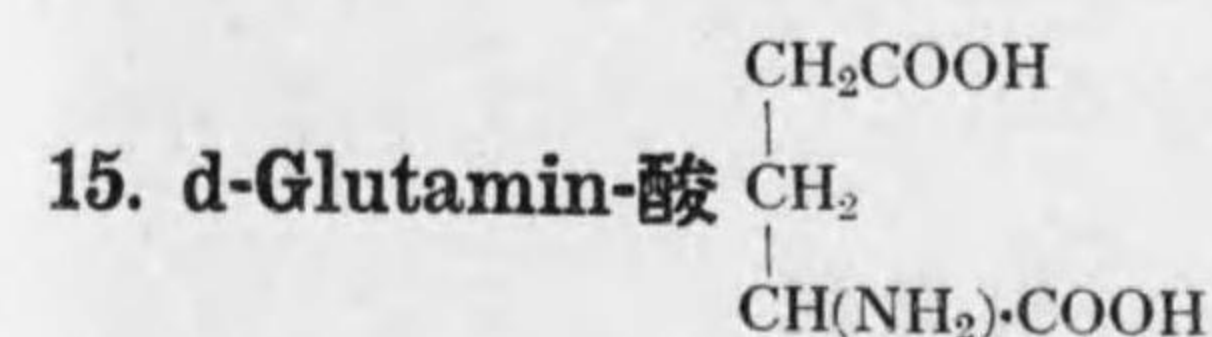 CH₂COOH
15. d-Glutamin-酸 CH₂
CH(NH₂)·COOH